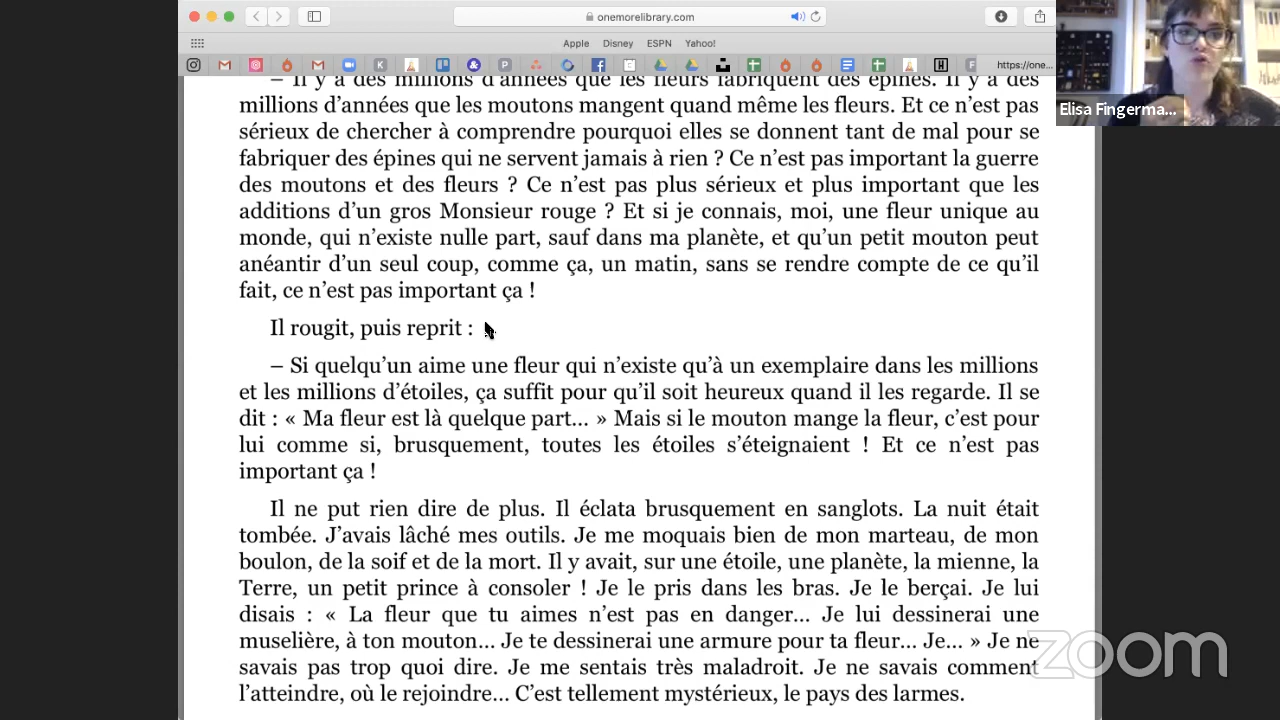 onemorelibrary.com
Apple Disney ESPN Yahoo!
https://one...
Elisa Fingerma...
– Il y a des millions d’années que les fleurs fabriquent des épines. Il y a des
millions d’années que les moutons mangent quand même les fleurs. Et ce n’est pas
sérieux de chercher à comprendre pourquoi elles se donnent tant de mal pour se
fabriquer des épines qui ne servent jamais à rien ? Ce n’est pas important la guerre
des moutons et des fleurs ? Ce n’est pas plus sérieux et plus important que les
additions d’un gros Monsieur rouge ? Et si je connais, moi, une fleur unique au
monde, qui n’existe nulle part, sauf dans ma planète, et qu’un petit mouton peut
anéantir d’un seul coup, comme ça, un matin, sans se rendre compte de ce qu’il
fait, ce n’est pas important ça !
Il rougit, puis reprit :
– Si quelqu’un aime une fleur qui n’existe qu’à un exemplaire dans les millions
et les millions d’étoiles, ça suffit pour qu’il soit heureux quand il les regarde. Il se
dit : « Ma fleur est là quelque part... » Mais si le mouton mange la fleur, c’est pour
lui comme si, brusquement, toutes les étoiles s’éteignaient ! Et ce n’est pas
important ça !
Il ne put rien dire de plus. Il éclata brusquement en sanglots. La nuit était
tombée. J’avais lâché mes outils. Je me moquais bien de mon marteau, de mon
boulon, de la soif et de la mort. Il y avait, sur une étoile, une planète, la mienne, la
Terre, un petit prince à consoler ! Je le pris dans les bras. Je le berçai. Je lui
disais : « La fleur que tu aimes n’est pas en danger... Je lui dessinerai une
muselière, à ton mouton... Je te dessinerai une armure pour ta fleur... Je... » Je ne
savais pas trop quoi dire. Je me sentais très maladroit. Je ne savais comment
l’atteindre, où le rejoindre... C’est tellement mystérieux, le pays des larmes.
zoom